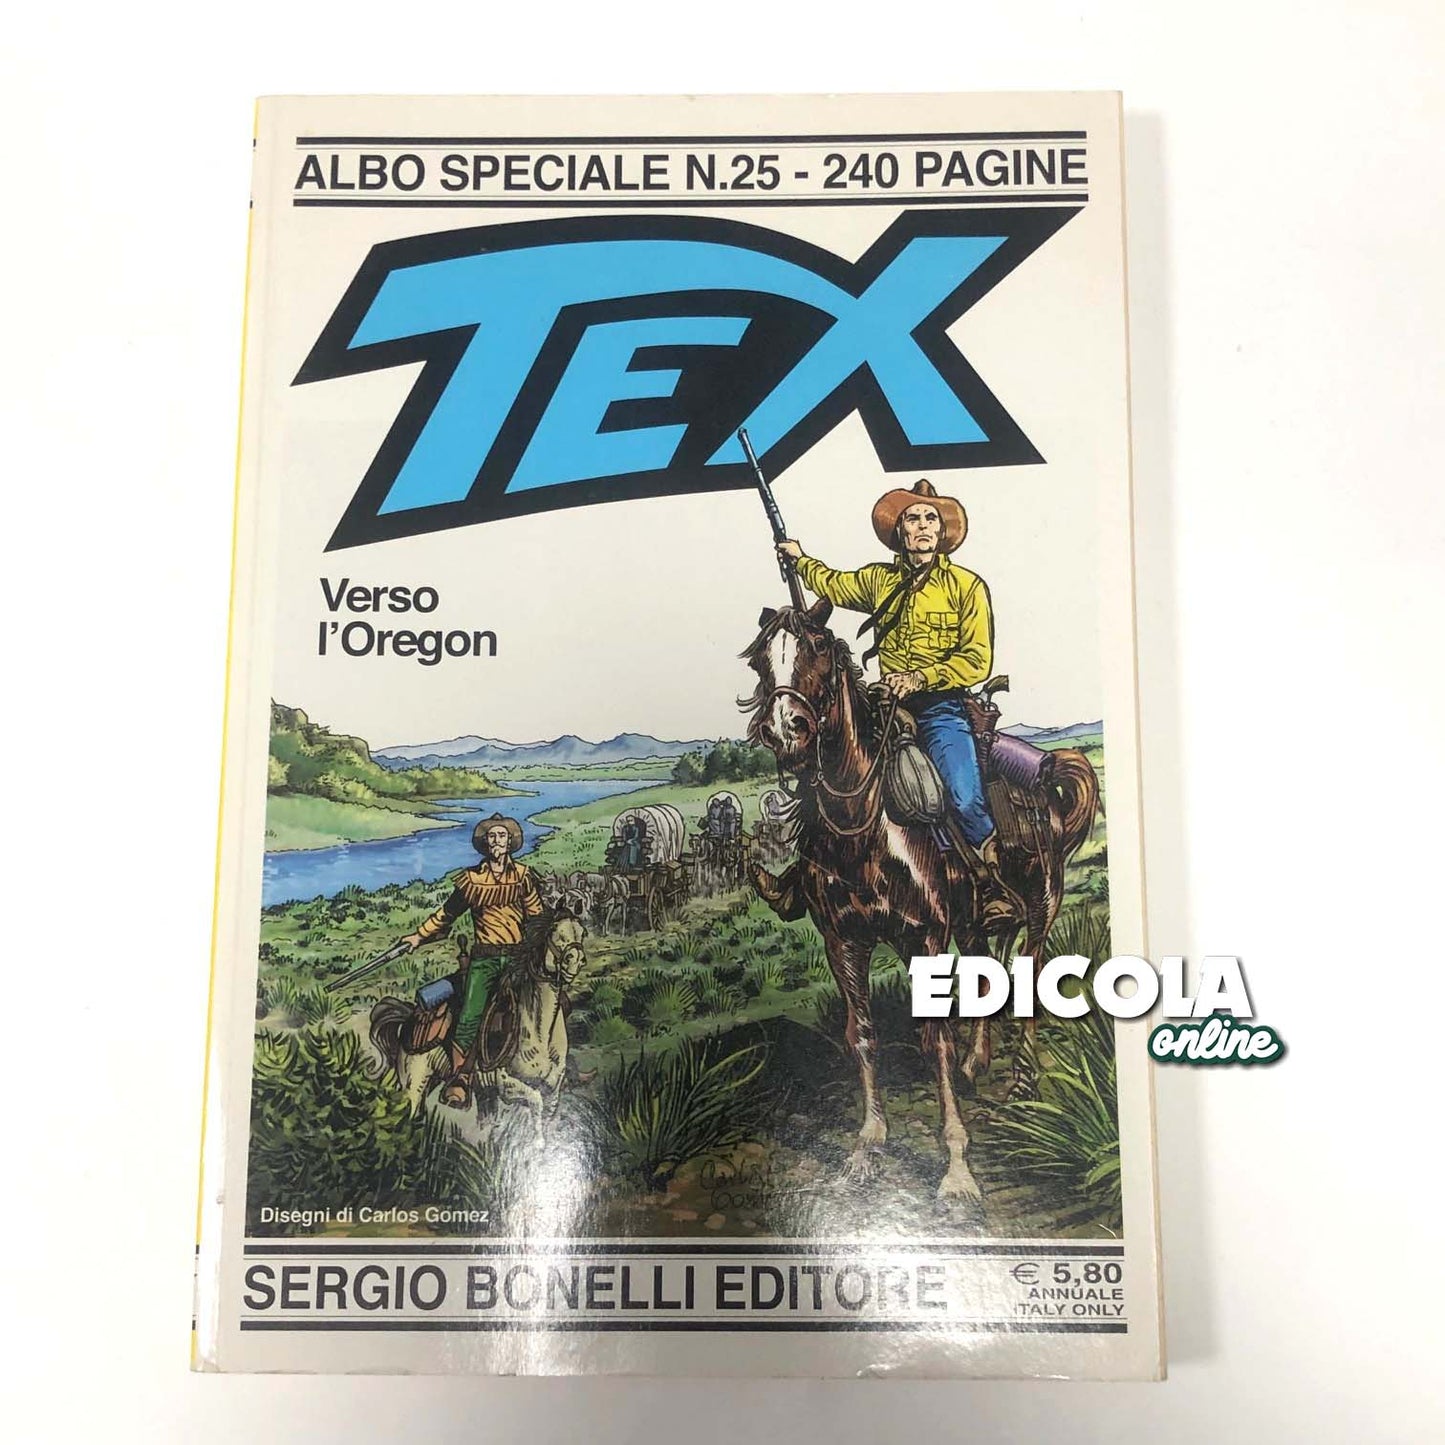 ALBO SPECIALE N.25 - 240 PAGINE
TEX
Verso
l'Oregon
EDICOLA
online
Disegni di Carlos Gomez
SERGIO BONELLI EDITORE
€ 5,80
ANNUALE
ITALY ONLY